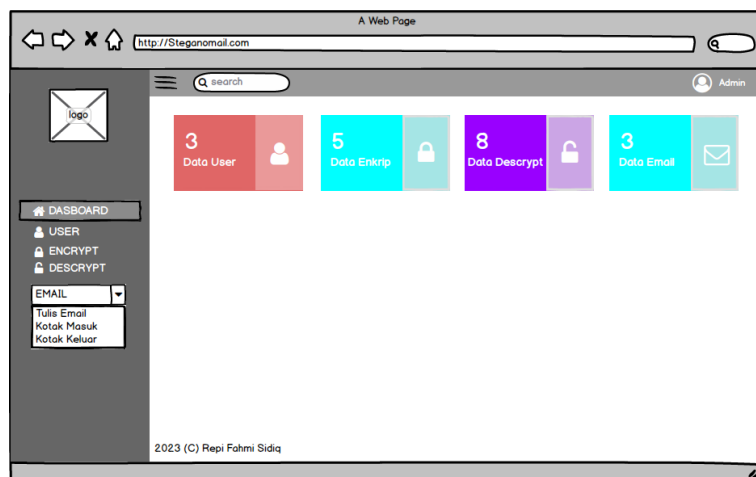 A Web Page
http://Steganomail.com
search
Admin
logo
3
Data User
5
Data Enkrip
8
Data Descrypt
3
Data Email
DASBOARD
USER
ENCRYPT
DESCRYPT
EMAIL
Tulis Email
Kotak Masuk
Kotak Keluar
2023 (C) Repi Fahmi Sidiq